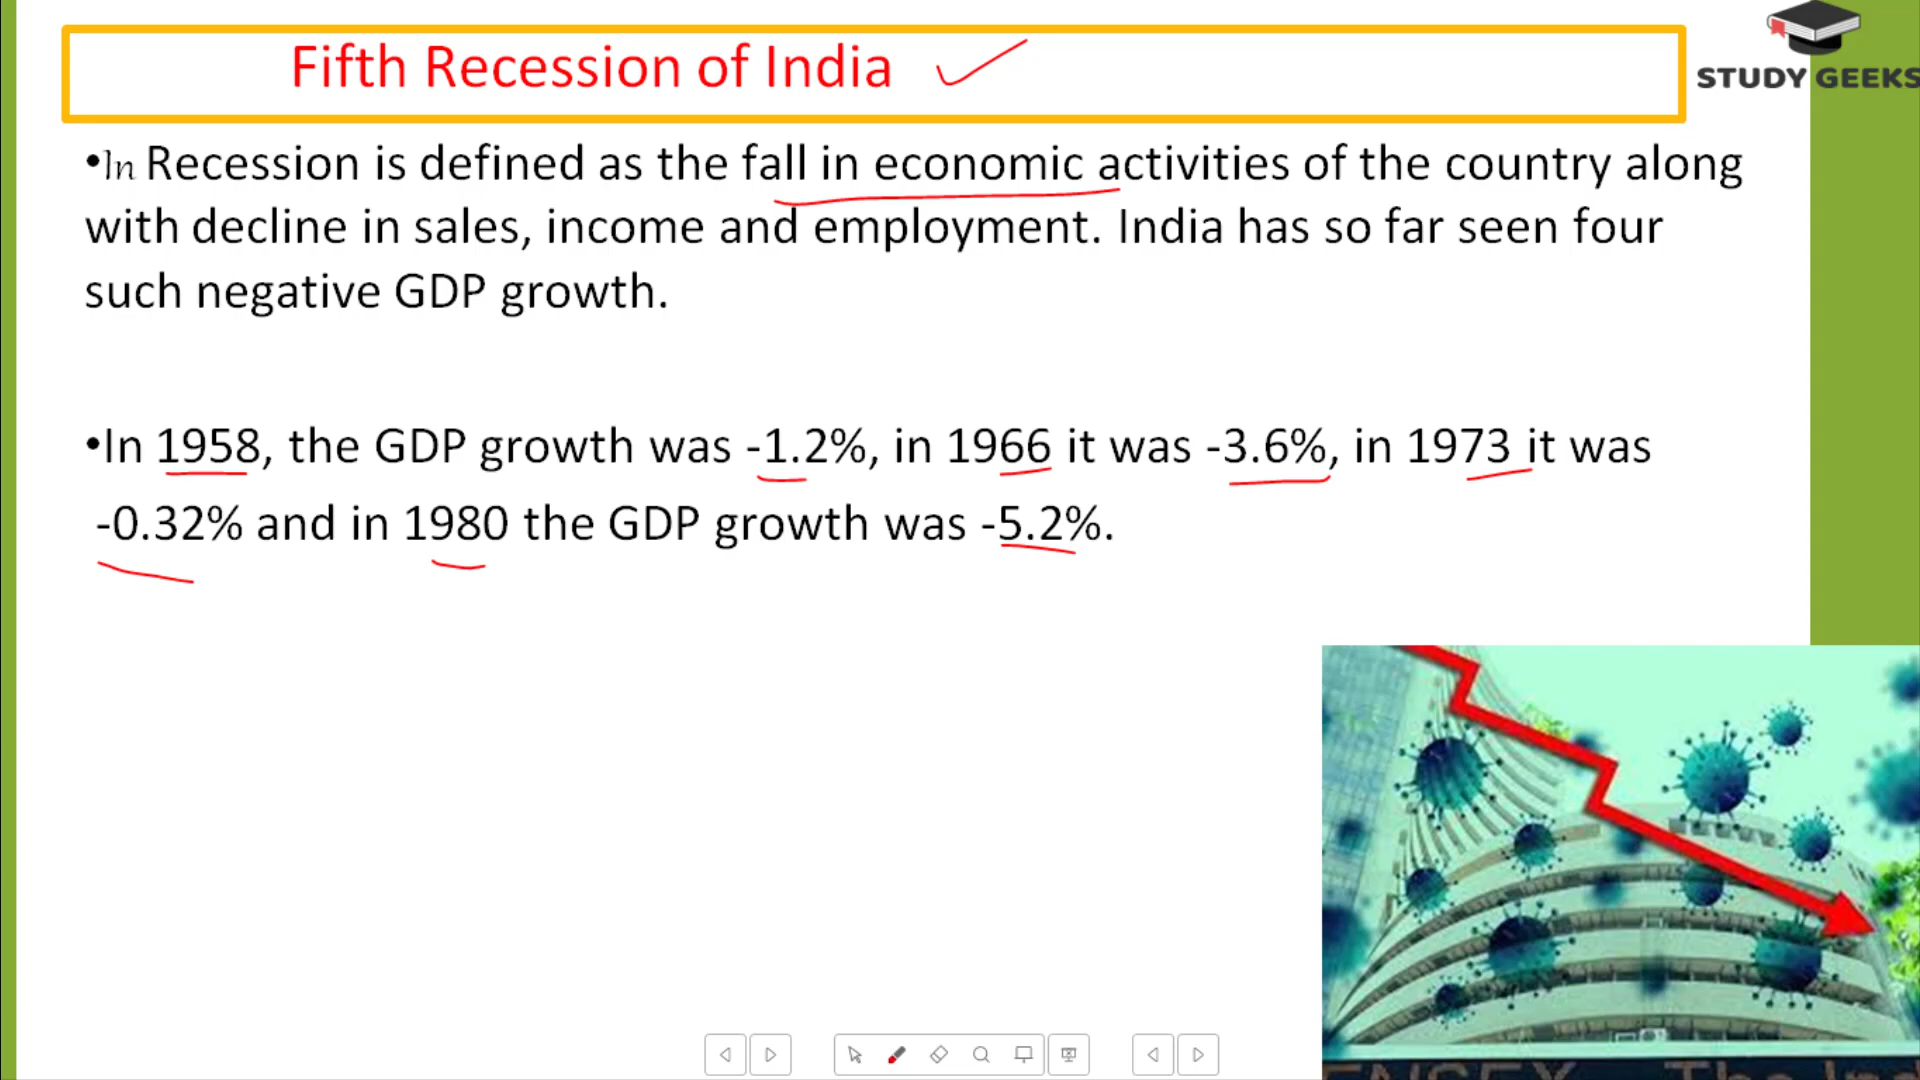 Fifth Recession of India
STUDY GEEKS
•In Recession is defined as the fall in economic activities of the country along
with decline in sales, income and employment. India has so far seen four
such negative GDP growth.
•In 1958, the GDP growth was -1.2%, in 1966 it was -3.6%, in 1973 it was
-0.32% and in 1980 the GDP growth was -5.2%.